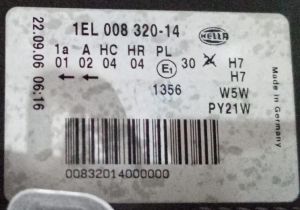 1EL 008 320-14
HELLA
1a A HC HR PL
01 02 04 04 E1 30 H7
H7
1356 W5W
PY21W
00832014000000
22.09.06 06:16
Made in Germany